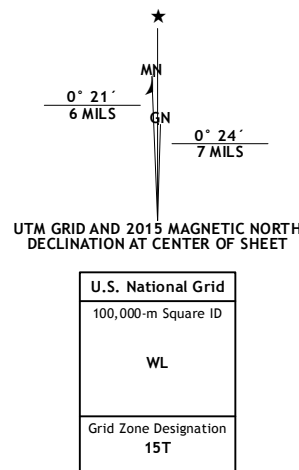 ★
MN
0° 21´
6 MILS
GN
0° 24´
7 MILS
UTM GRID AND 2015 MAGNETIC NORTH
DECLINATION AT CENTER OF SHEET
U.S. National Grid
100,000-m Square ID
WL
Grid Zone Designation
15T